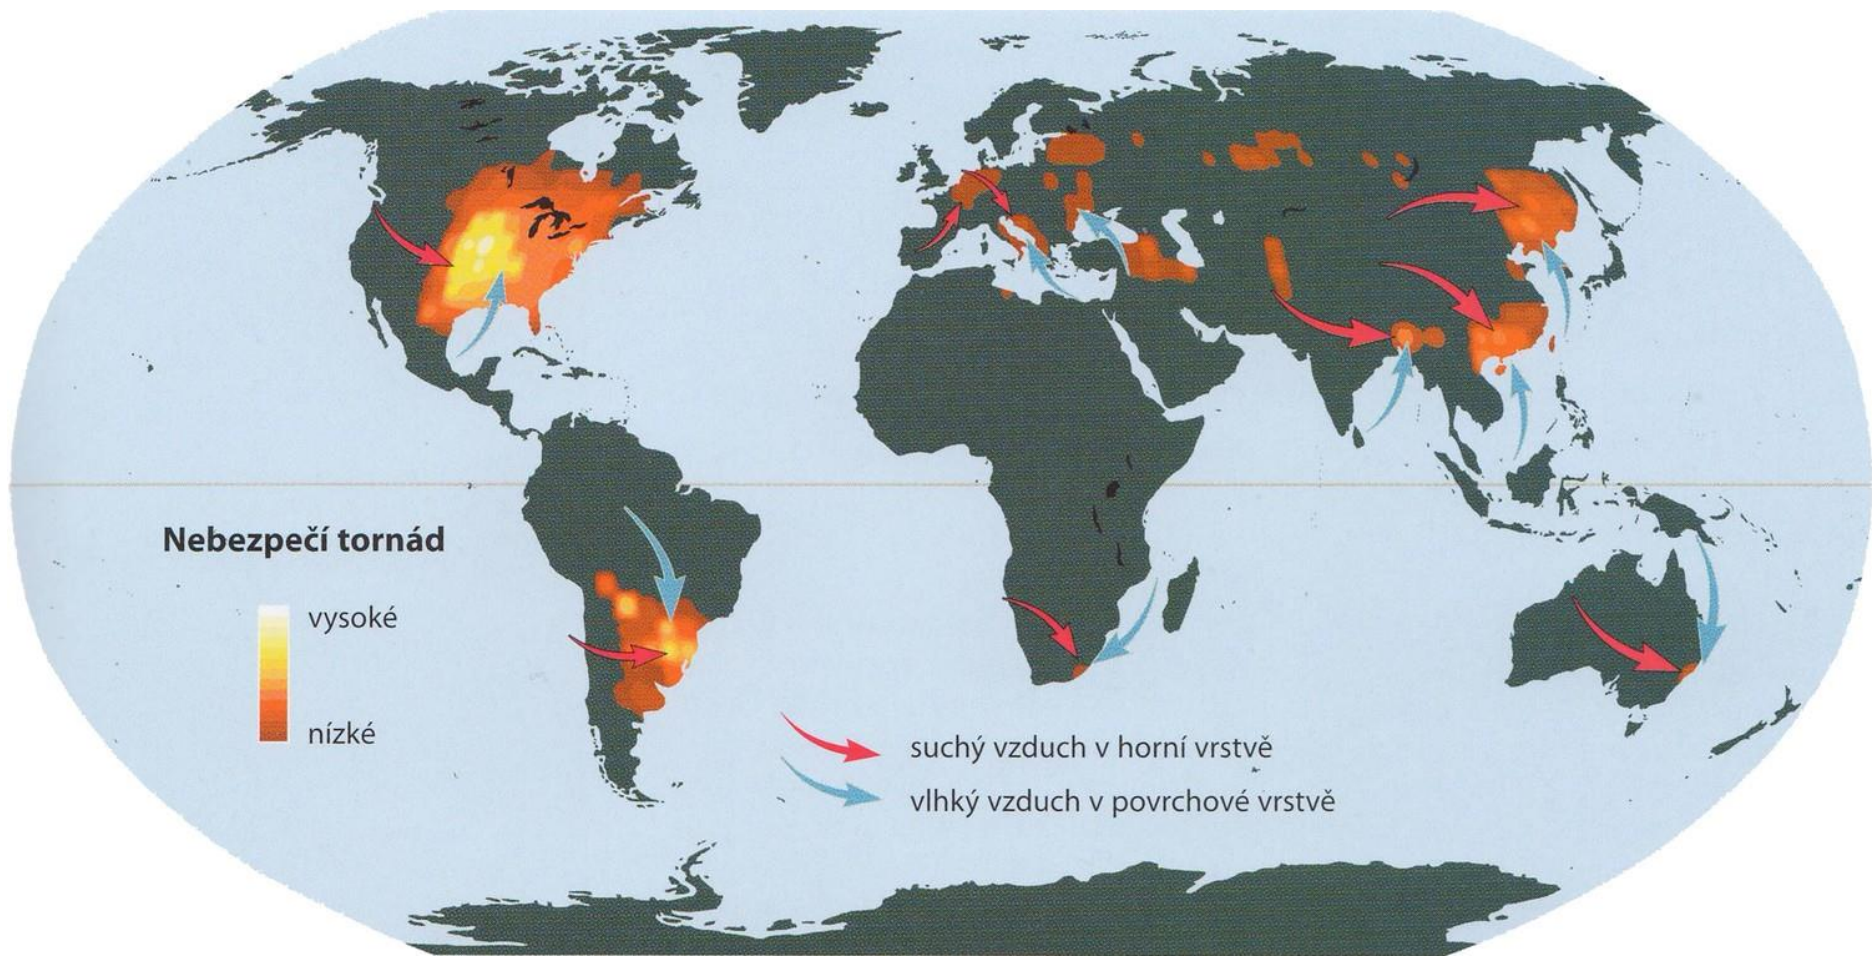 Nebezpečí tornád
vysoké
nízké
suchý vzduch v horní vrstvě
vlhký vzduch v povrchové vrstvě